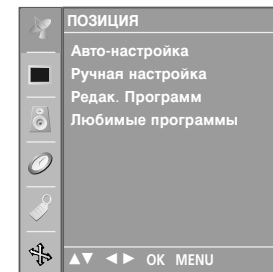 ПОЗИЦИЯ
Авто-настройка
Ручная настройка
Редак. Программ
Любимые программы
▲▼ ◄► OK MENU